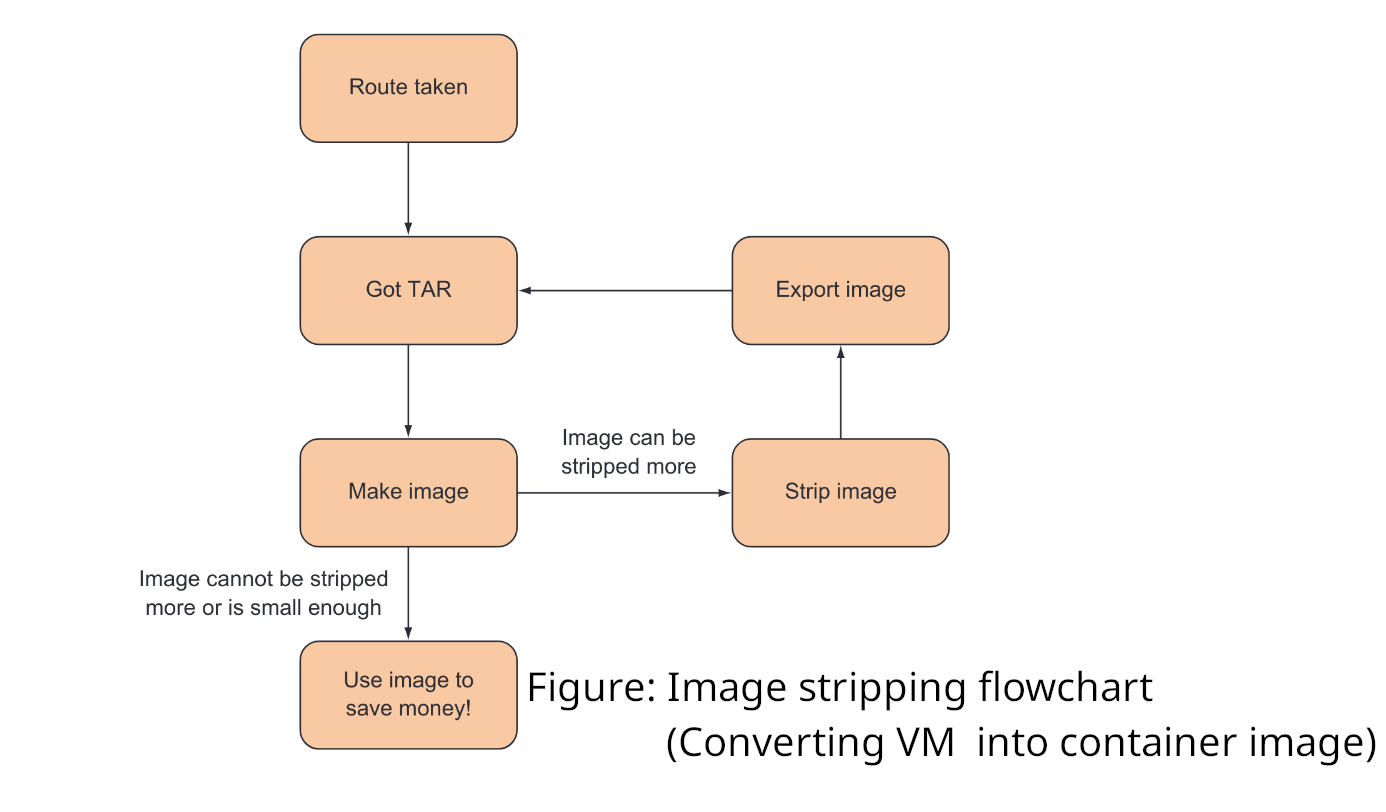 Route taken
Got TAR
Export image
Image can be
stripped more
Make image
Strip image
Image cannot be stripped
more or is small enough
Use image to
save money!
Figure: Image stripping flowchart
(Converting VM into container image)